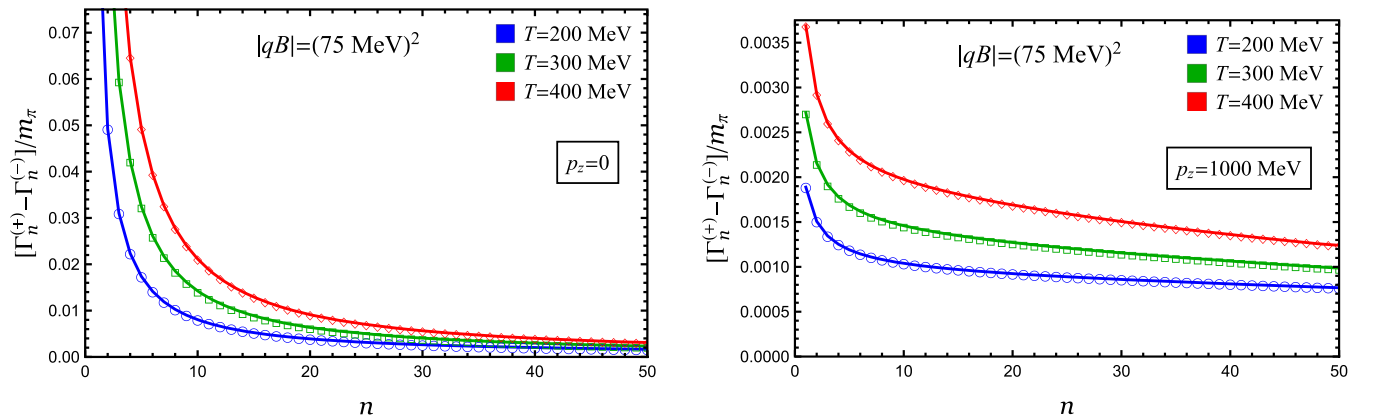 [Γn(+)−Γn(−)]/mπ
0.07
0.06
0.05
0.04
0.03
0.02
0.01
0.00
|qB|=(75 MeV)2
T=200 MeV
T=300 MeV
T=400 MeV
pz=0
0 10 20 30 40 50
n
[Γn(+)−Γn(−)]/mπ
0.0035
0.0030
0.0025
0.0020
0.0015
0.0010
0.0005
0.0000
|qB|=(75 MeV)2
T=200 MeV
T=300 MeV
T=400 MeV
pz=1000 MeV
0 10 20 30 40 50
n